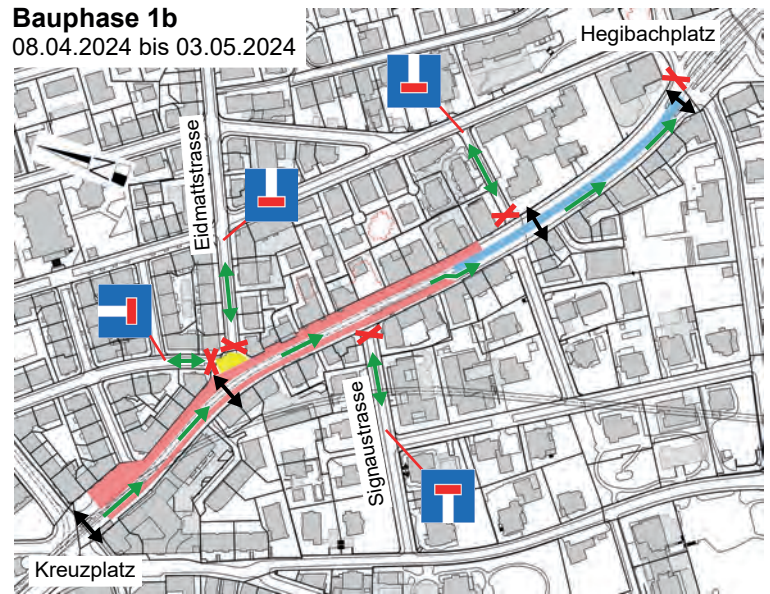 Bauphase 1b
08.04.2024 bis 03.05.2024
Hegibachplatz
Eidmattstrasse
Signaustrasse
Kreuzplatz